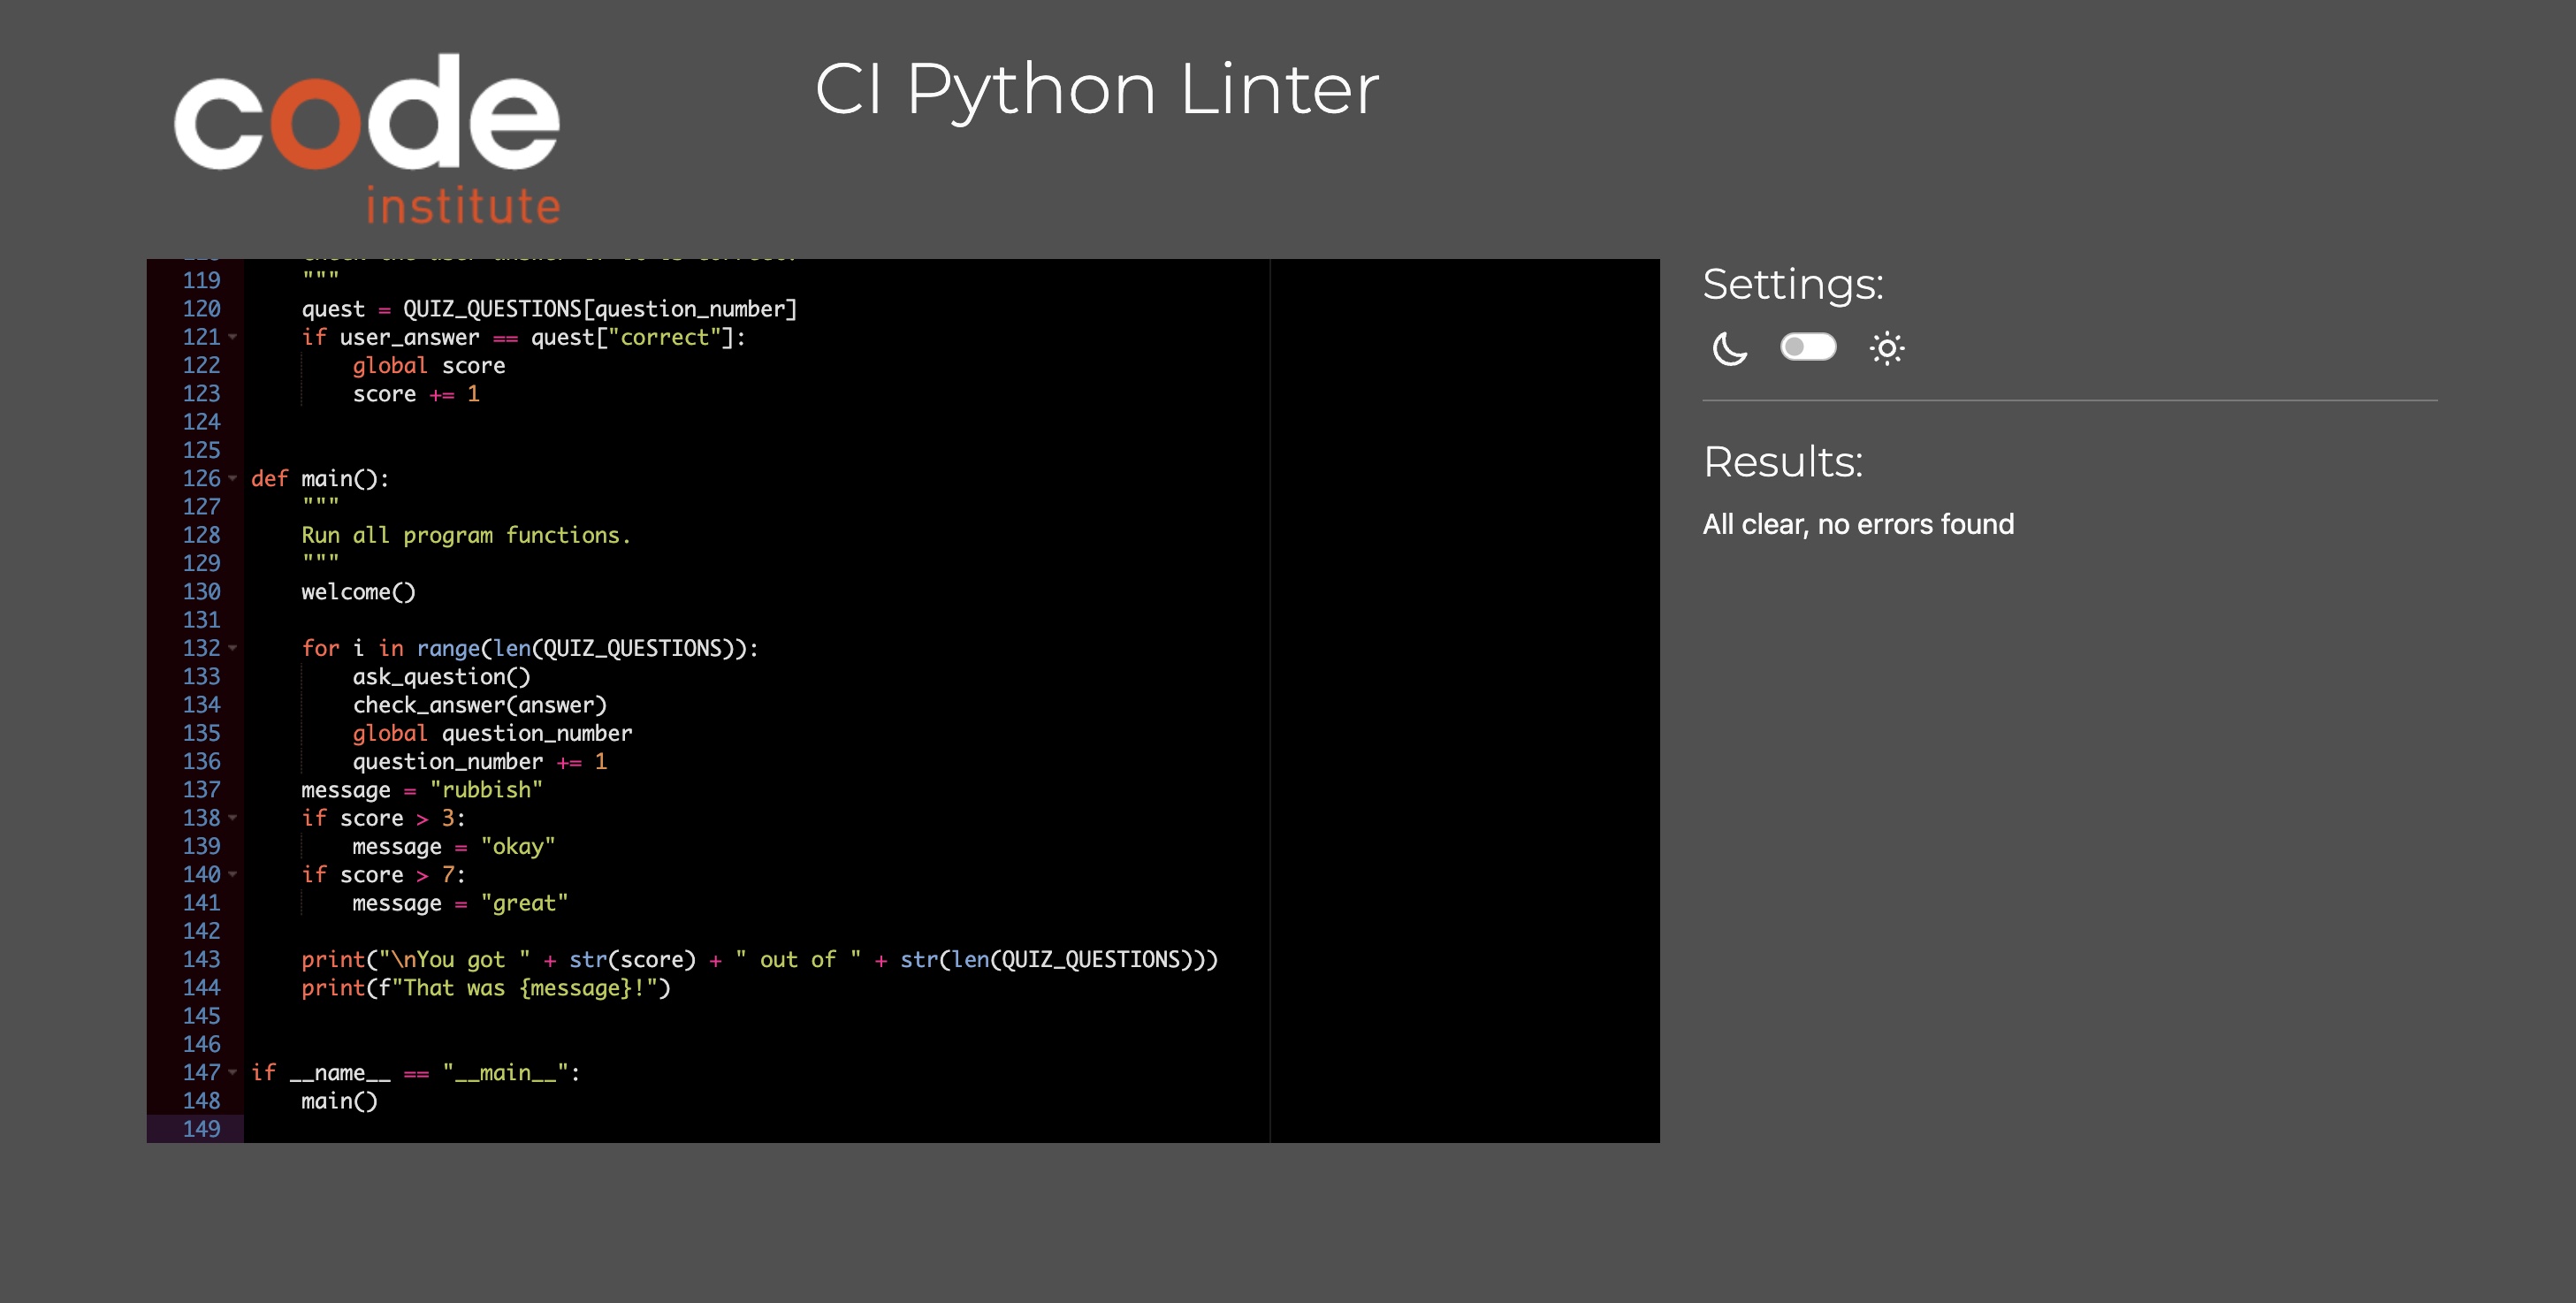 code
institute
CI Python Linter
119 """
120 quest = QUIZ_QUESTIONS[question_number]
121 if user_answer == quest["correct"]:
122 global score
123 score += 1
124
125
126 def main():
127 """
128 Run all program functions.
129 """
130 welcome()
131
132 for i in range(len(QUIZ_QUESTIONS)):
133 ask_question()
134 check_answer(answer)
135 global question_number
136 question_number += 1
137 message = "rubbish"
138 if score > 3:
139 message = "okay"
140 if score > 7:
141 message = "great"
142
143 print("\nYou got " + str(score) + " out of " + str(len(QUIZ_QUESTIONS)))
144 print(f"That was {message}!")
145
146
147 if __name__ == "__main__":
148 main()
149
Settings:
Results:
All clear, no errors found